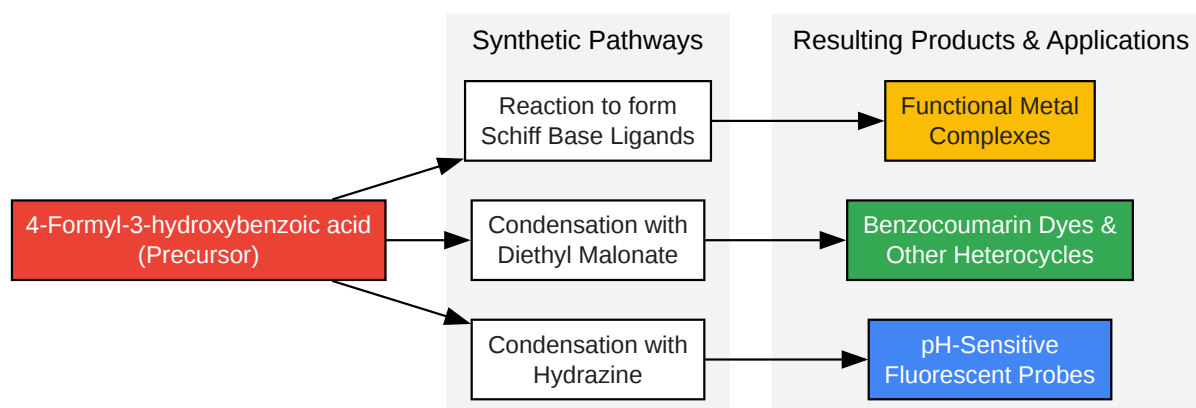 Synthetic Pathways
Resulting Products & Applications
Reaction to form
Schiff Base Ligands
Functional Metal
Complexes
4-Formyl-3-hydroxybenzoic acid
(Precursor)
Condensation with
Diethyl Malonate
Benzocoumarin Dyes &
Other Heterocycles
Condensation with
Hydrazine
pH-Sensitive
Fluorescent Probes